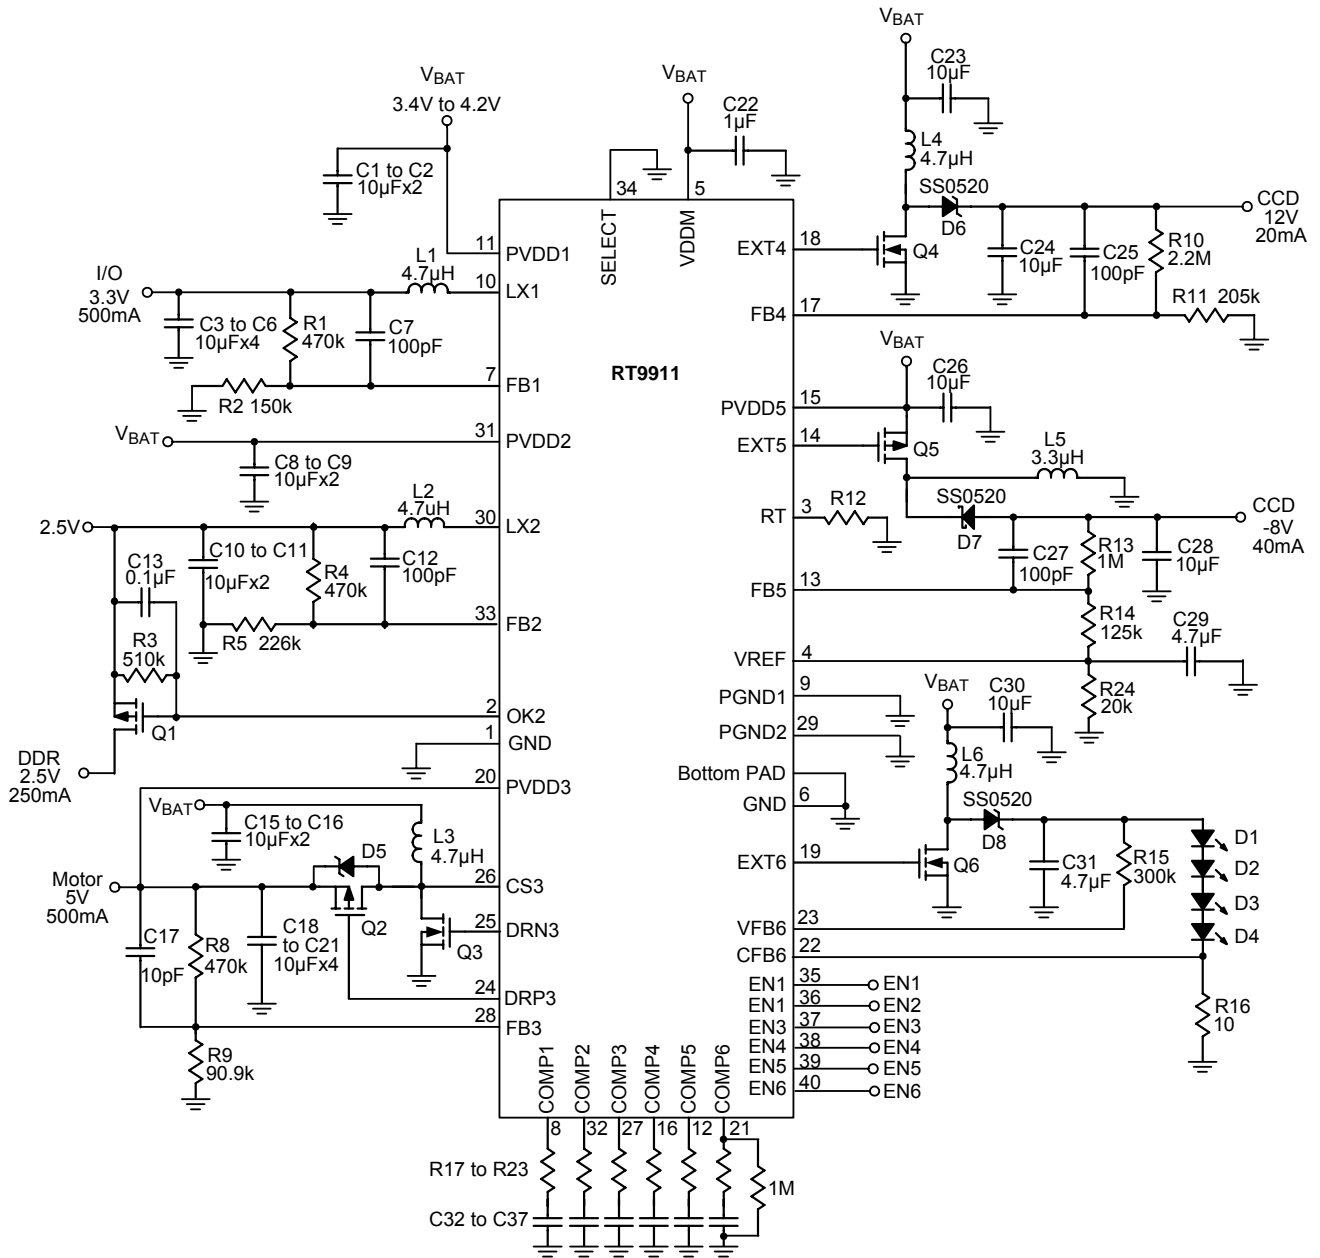 VBAT
3.4V to 4.2V
C1 to C2
10µFx2
VBAT
C22
1µF
34
5
SELECT
VDDM
VBAT
C23
10µF
L4
4.7µH
SS0520
D6
CCD
12V
20mA
EXT4
18
Q4
C24
10µF
C25
100pF
R10
2.2M
R11 205k
FB4
17
11
PVDD1
L1
4.7µH
10
LX1
I/O
3.3V
500mA
C3 to C6
10µFx4
R1
470k
C7
100pF
7
FB1
R2 150k
RT9911
VBAT
C26
10µF
PVDD5
15
EXT5
14
Q5
L5
3.3µH
31
PVDD2
VBAT
C8 to C9
10µFx2
L2
4.7uH
30
LX2
2.5V
C13
0.1µF
C10 to C11
10µFx2
R4
470k
C12
100pF
33
FB2
R5 226k
R3
510k
RT
3
R12
SS0520
D7
CCD
-8V
40mA
C27
100pF
R13
1M
C28
10µF
FB5
13
R14
125k
C29
4.7µF
VREF
4
R24
20k
PGND1
9
PGND2
29
2
OK2
Q1
1
GND
DDR
2.5V
250mA
20
PVDD3
VBAT
C15 to C16
10µFx2
L3
4.7µH
D5
Motor
5V
500mA
26
CS3
Q2
25
DRN3
Q3
C17
10pF
R8
470k
C18
to C21
10µFx4
24
DRP3
28
FB3
R9
90.9k
Bottom PAD
GND
6
VBAT
C30
10µF
L6
4.7µH
SS0520
D8
EXT6
19
Q6
C31
4.7µF
R15
300k
D1
D2
D3
D4
VFB6
23
CFB6
22
R16
10
EN1
35
EN1
EN1
36
EN2
EN3
37
EN3
EN4
38
EN4
EN5
39
EN5
EN6
40
EN6
COMP1
COMP2
COMP3
COMP4
COMP5
COMP6
8
32
27
16
12
21
R17 to R23
1M
C32 to C37